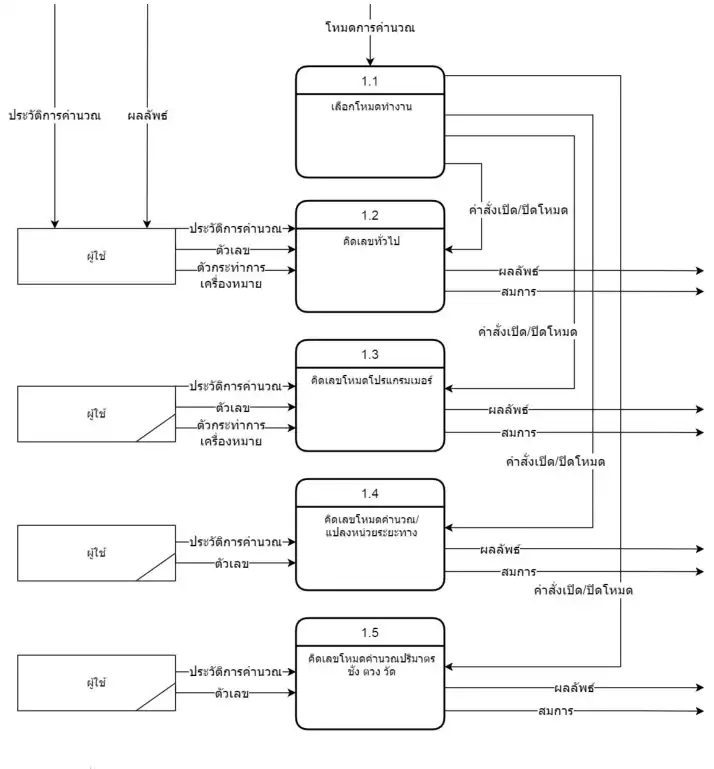 โหมดการคำนวณ
1.1
ประวัติการคำนวณ
ผลลัพธ์
เลือกโหมดทำงาน
คำสั่งเปิด/ปิดโหมด
1.2
ผู้ใช้
ประวัติการคำนวณ
ตัวเลข
ตัวกระทำการ
เครื่องหมาย
คิดเลขทั่วไป
ผลลัพธ์
สมการ
คำสั่งเปิด/ปิดโหมด
1.3
ผู้ใช้
ประวัติการคำนวณ
ตัวเลข
ตัวกระทำการ
เครื่องหมาย
คิดเลขโหมดโปรแกรมเมอร์
ผลลัพธ์
สมการ
คำสั่งเปิด/ปิดโหมด
1.4
ผู้ใช้
ประวัติการคำนวณ
ตัวเลข
คิดเลขโหมดคำนวณ/
แปลงหน่วยระยะทาง
ผลลัพธ์
สมการ
คำสั่งเปิด/ปิดโหมด
1.5
ผู้ใช้
ประวัติการคำนวณ
ตัวเลข
คิดเลขโหมดคำนวณปริมาตร
ชั่ง ตวง วัด
ผลลัพธ์
สมการ